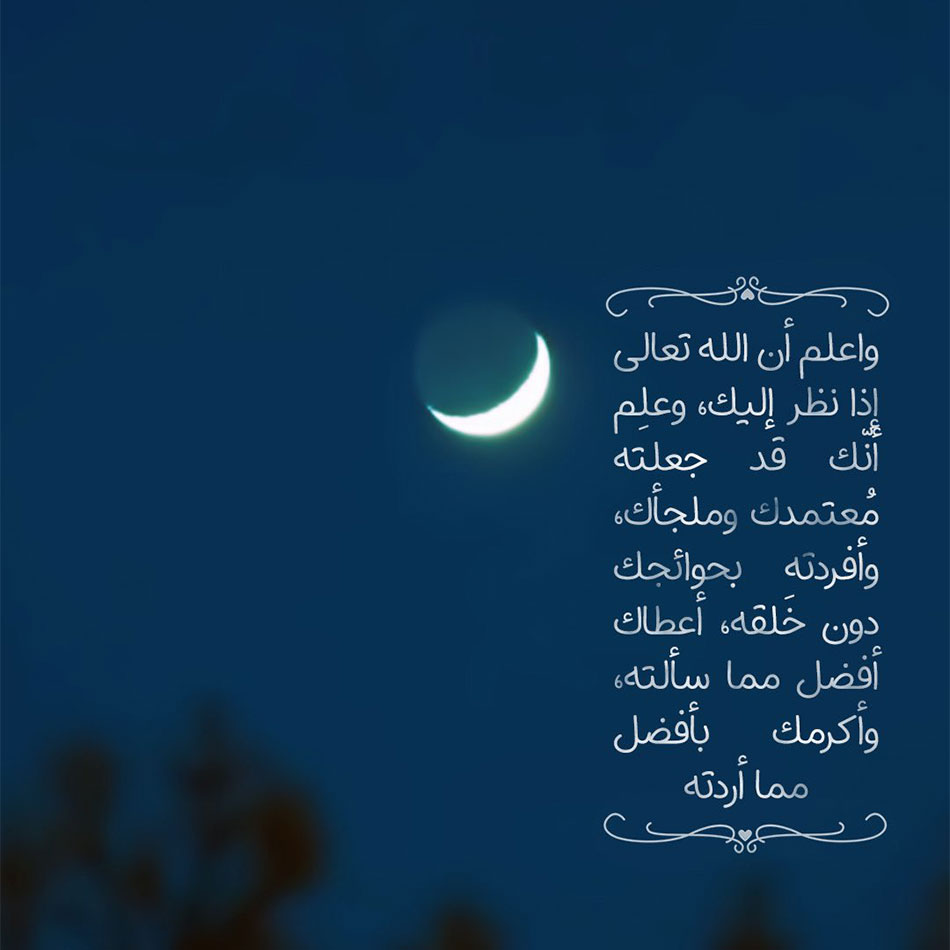 واعلم أن الله تعالى
إذا نظر إليك، وعلِم
أنّك قد جعلته
مُعتمدك وملجأك،
وأفردته بحوائجك
دون خَلقه، أعطاك
أفضل مما سألته،
وأكرمك بأفضل
مما أردته